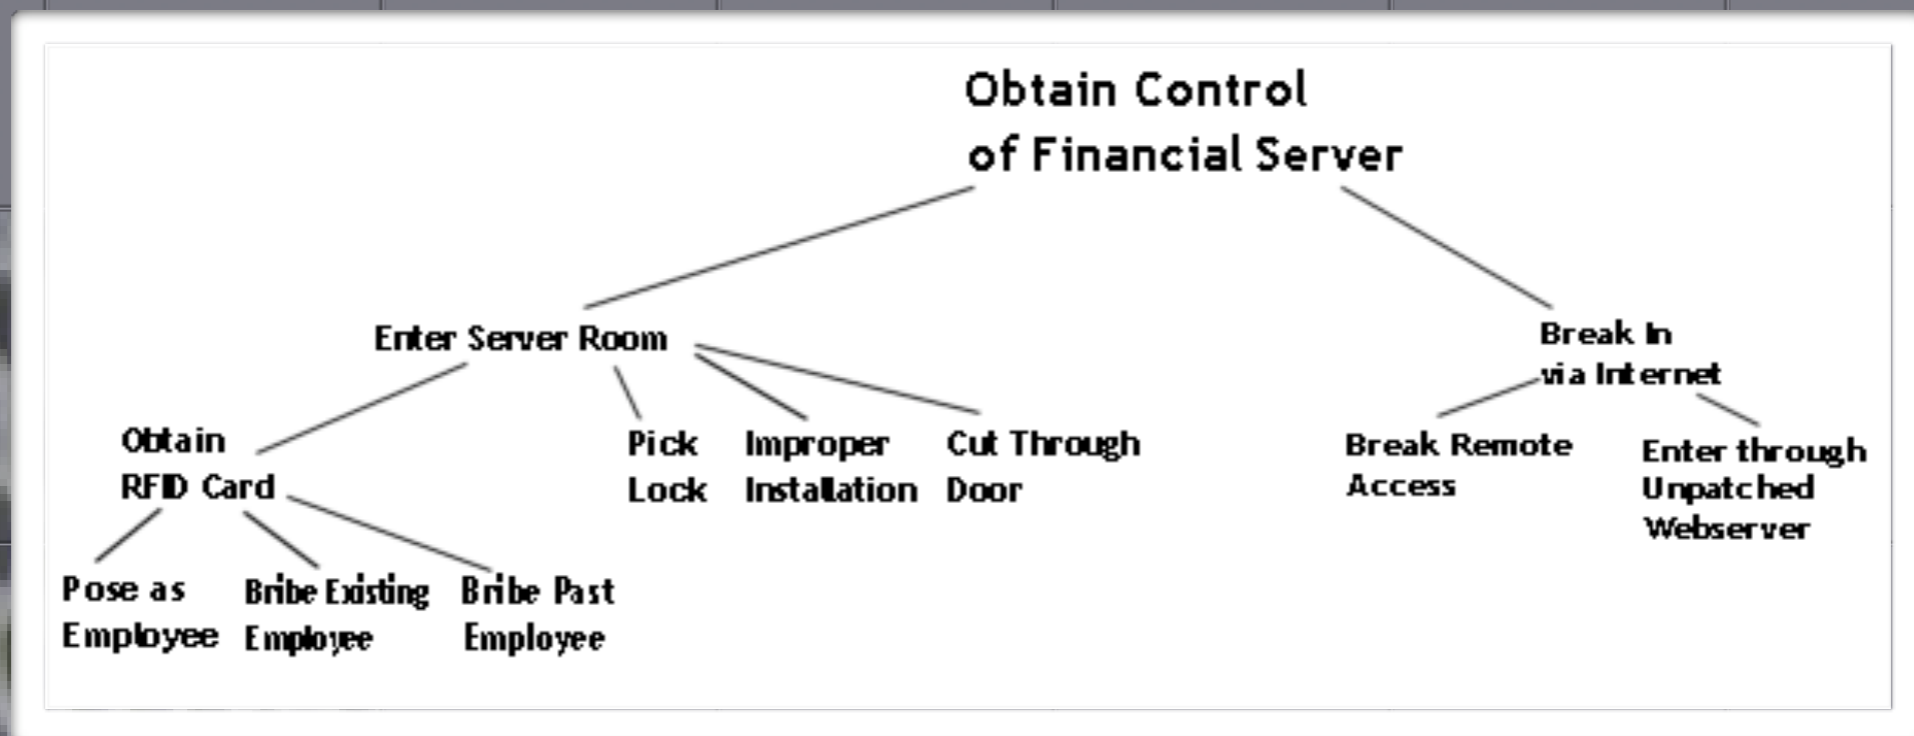 Obtain Control
of Financial Server
Enter Server Room
Break In
via Internet
Obtain
RFID Card
Pick
Lock
Improper
Installation
Cut Through
Door
Break Remote
Access
Enter through
Unpatched
Webserver
Pose as
Employee
Bribe Existing
Employee
Bribe Past
Employee